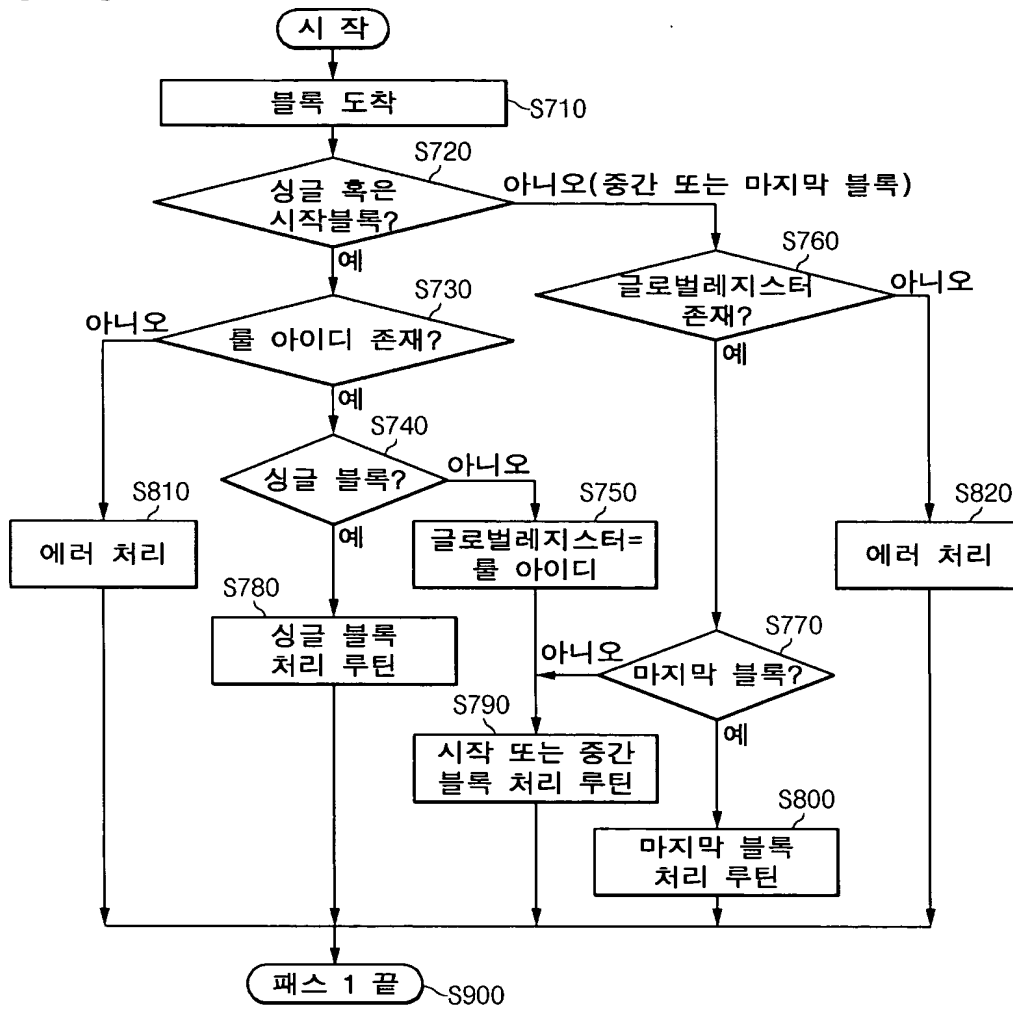 시 작
블록 도착
S710
S720
싱글 혹은
시작블록?
아니오(중간 또는 마지막 블록)
예
S760
글로벌레지스터
존재?
아니오
예
S730
아니오
룰 아이디 존재?
예
S740
싱글 블록?
아니오
예
S810
에러 처리
S750
글로벌레지스터=
룰 아이디
S820
에러 처리
S780
싱글 블록
처리 루틴
S770
아니오
마지막 블록?
예
S790
시작 또는 중간
블록 처리 루틴
S800
마지막 블록
처리 루틴
패스 1 끝
S900